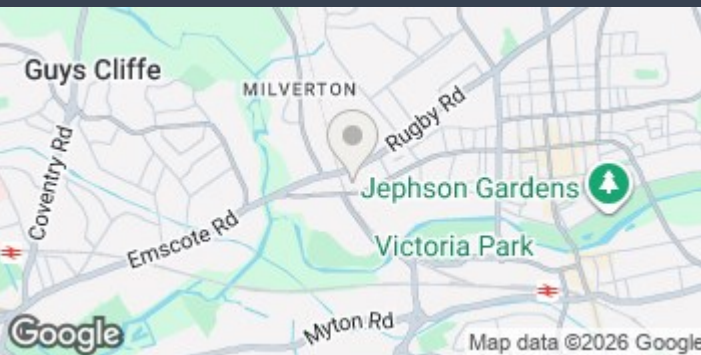 Guys Cliffe
MILVERTON
Rugby Rd
Coventry Rd
Jephson Gardens
Emscote Rd
Victoria Park
Myton Rd
Google
Map data ©2026 Google